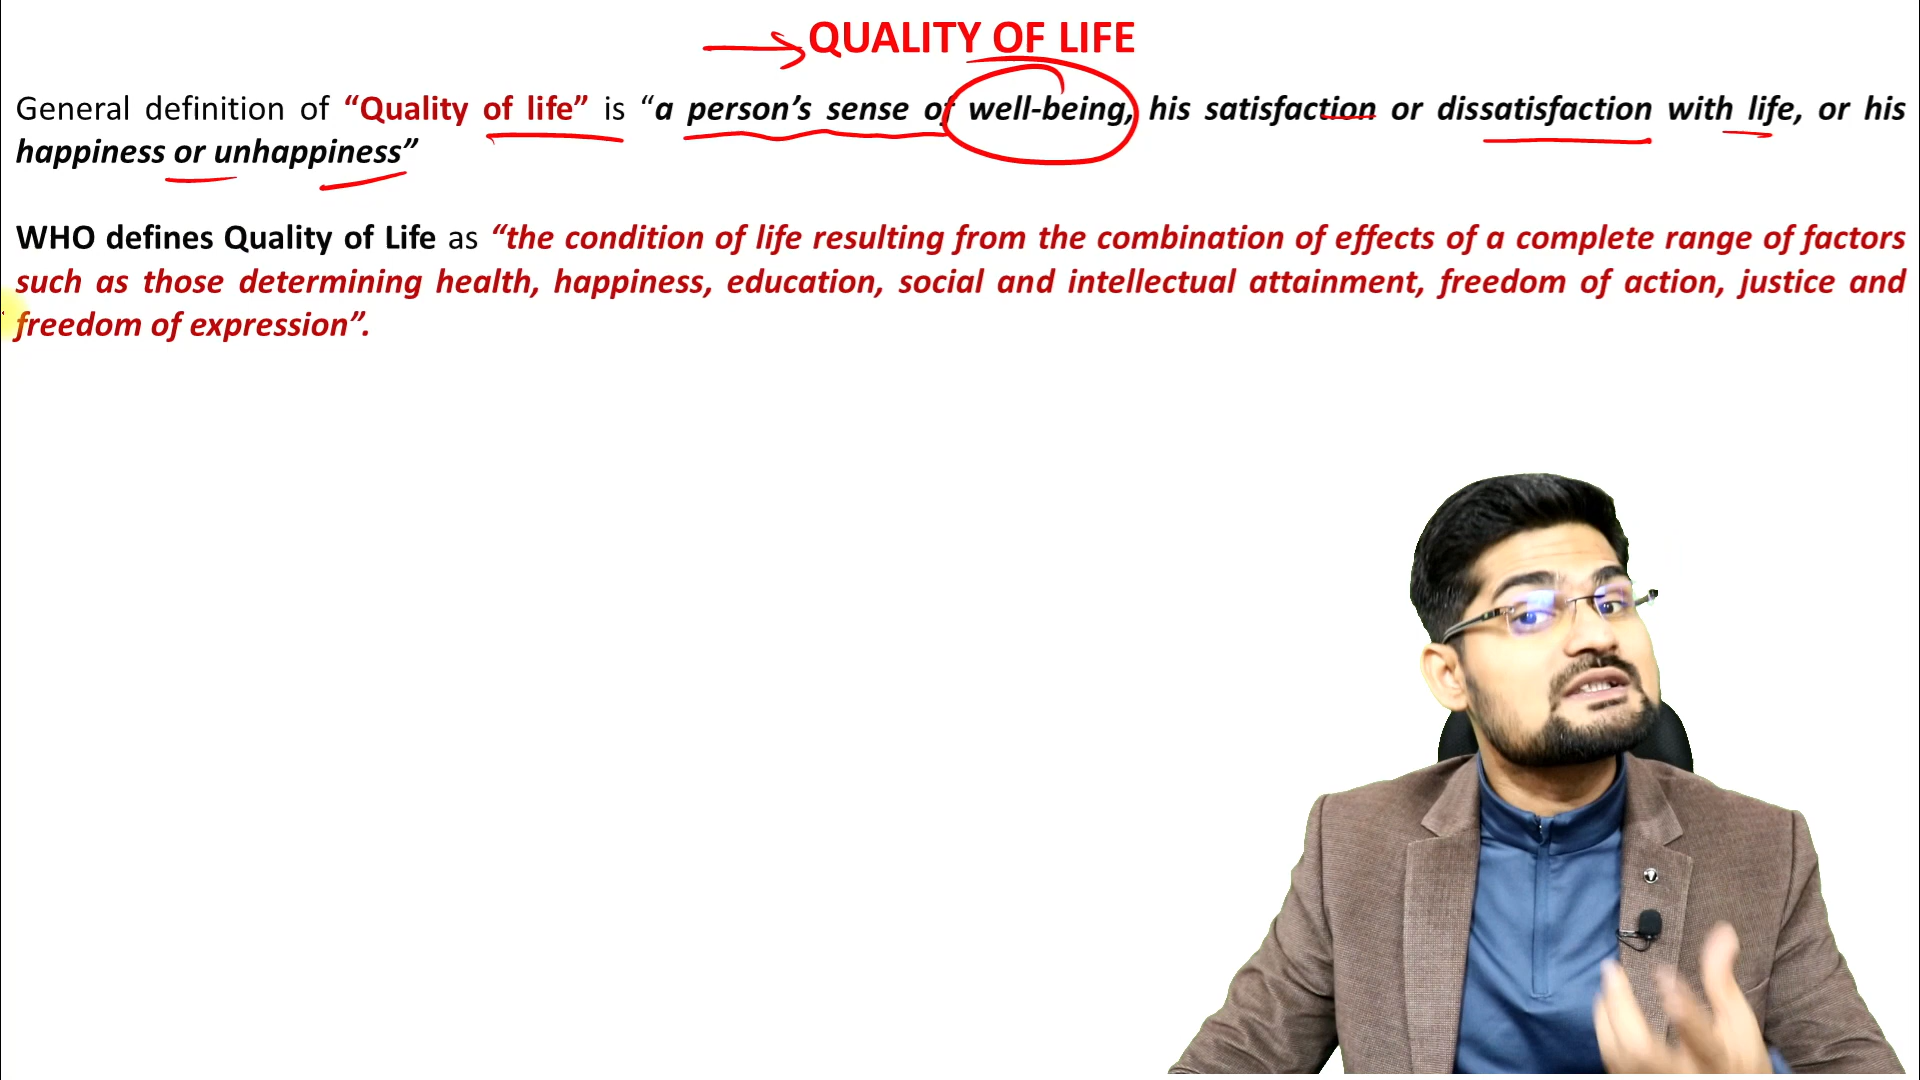 QUALITY OF LIFE
General definition of “Quality of life” is “a person’s sense of well-being, his satisfaction or dissatisfaction with life, or his
happiness or unhappiness”
WHO defines Quality of Life as “the condition of life resulting from the combination of effects of a complete range of factors
such as those determining health, happiness, education, social and intellectual attainment, freedom of action, justice and
freedom of expression”.